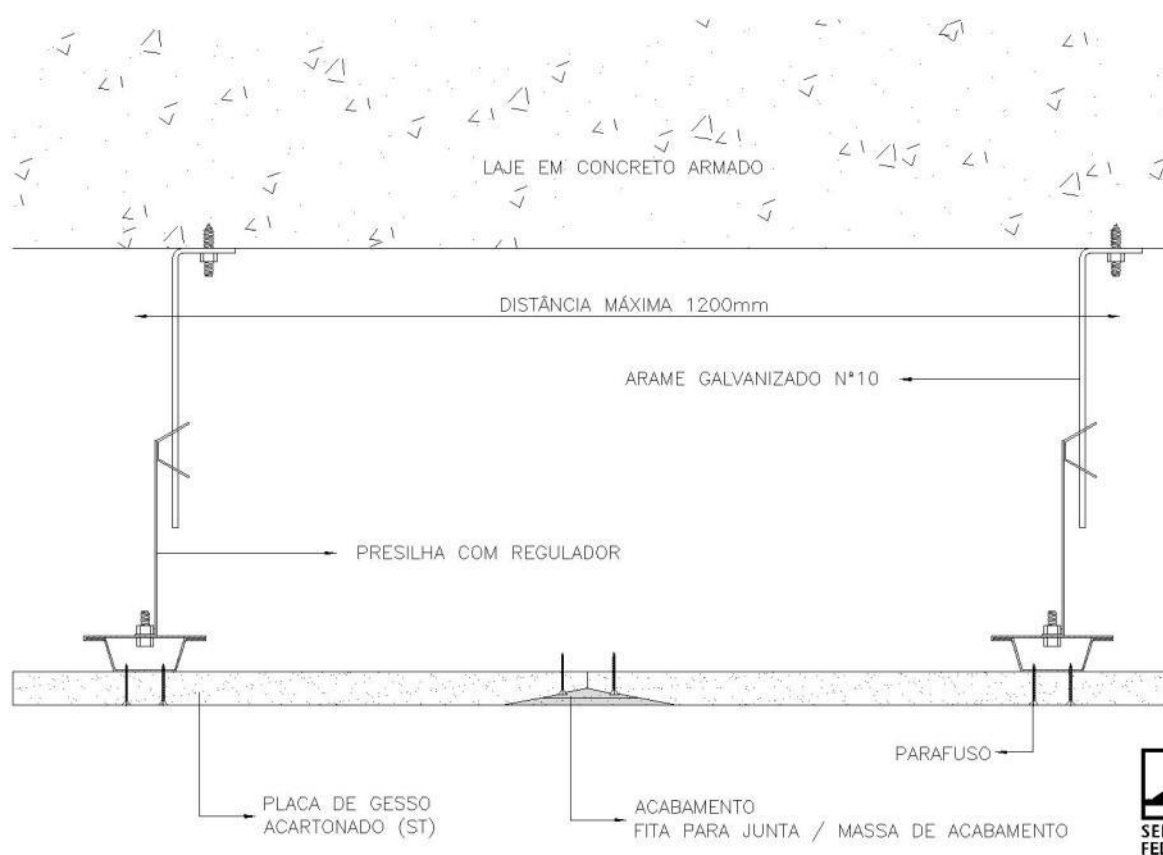 LAJE EM CONCRETO ARMADO
DISTÂNCIA MÁXIMA 1200mm
ARAME GALVANIZADO Nª10
PRESILHA COM REGULADOR
PARAFUSO
PLACA DE GESSO
ACARTONADO (ST)
ACABAMENTO
FITA PARA JUNTA / MASSA DE ACABAMENTO